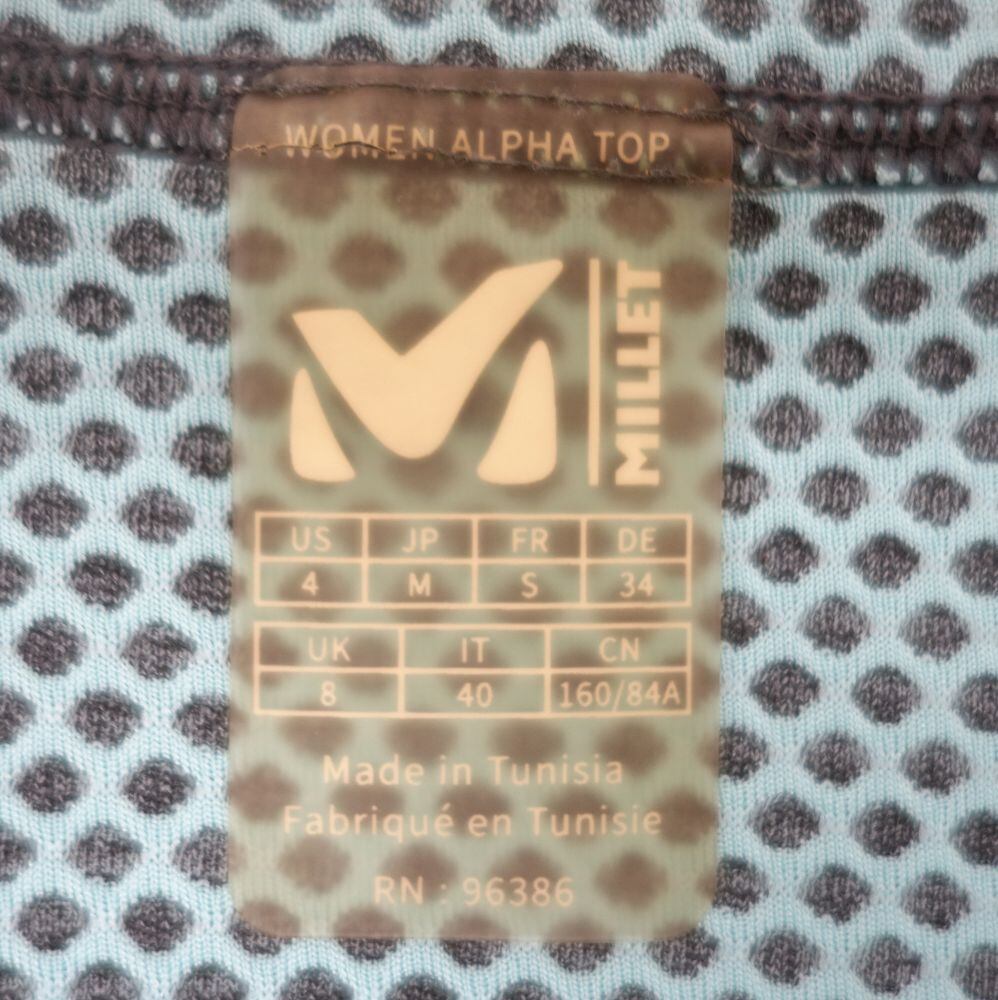 WOMEN ALPHA TOP
MILLET
US JP FR DE
4 M S 34
UK IT CN
8 40 160/84A
Made in Tunisia
Fabriqué en Tunisie
RN : 96386